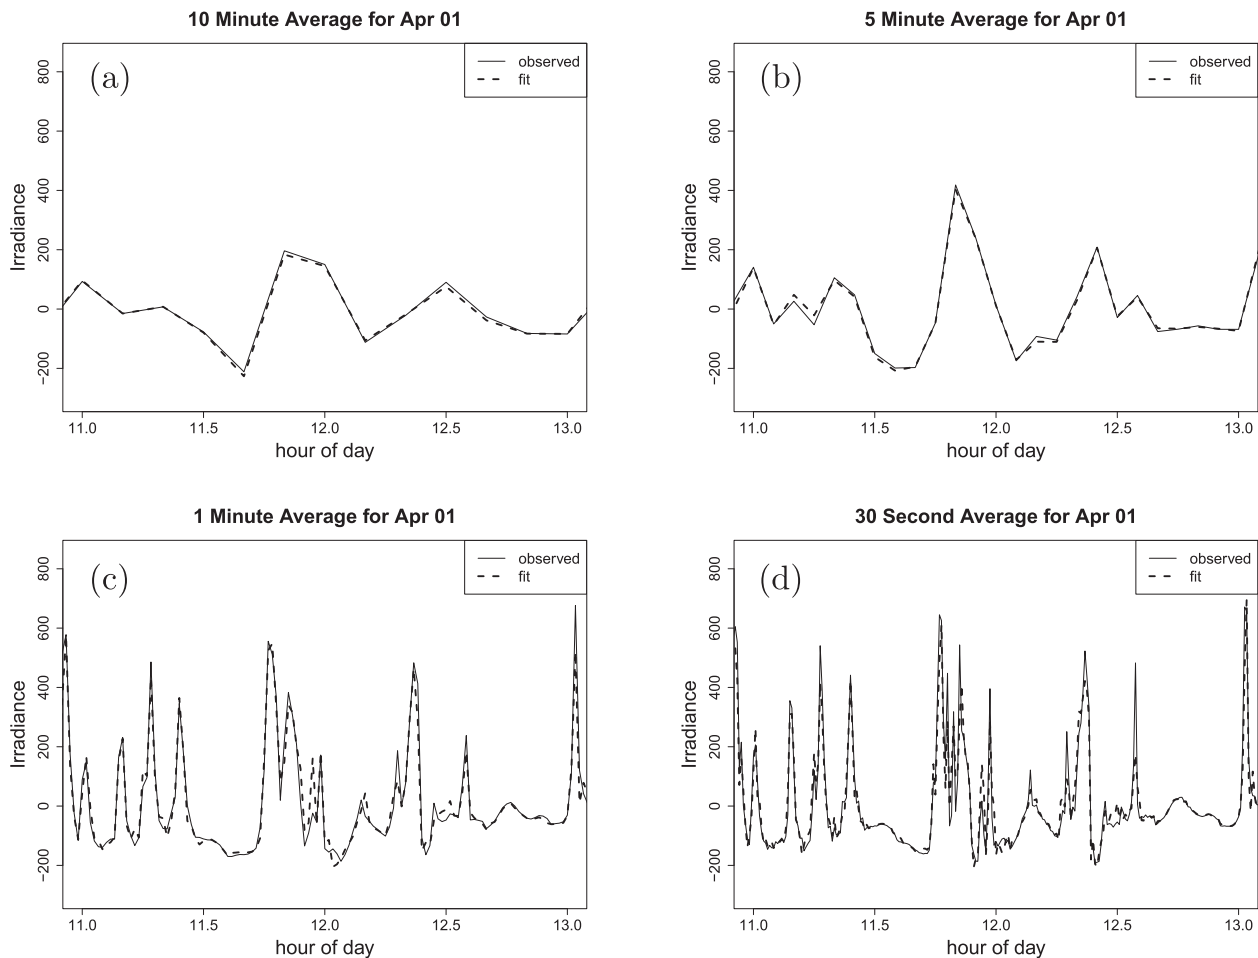 10 Minute Average for Apr 01
(a)
observed
fit
Irradiance
800
600
400
200
0
−200
11.0 11.5 12.0 12.5 13.0
hour of day
5 Minute Average for Apr 01
(b)
observed
fit
Irradiance
800
600
400
200
0
−200
11.0 11.5 12.0 12.5 13.0
hour of day
1 Minute Average for Apr 01
(c)
observed
fit
Irradiance
800
600
400
200
0
−200
11.0 11.5 12.0 12.5 13.0
hour of day
30 Second Average for Apr 01
(d)
observed
fit
Irradiance
800
600
400
200
0
−200
11.0 11.5 12.0 12.5 13.0
hour of day